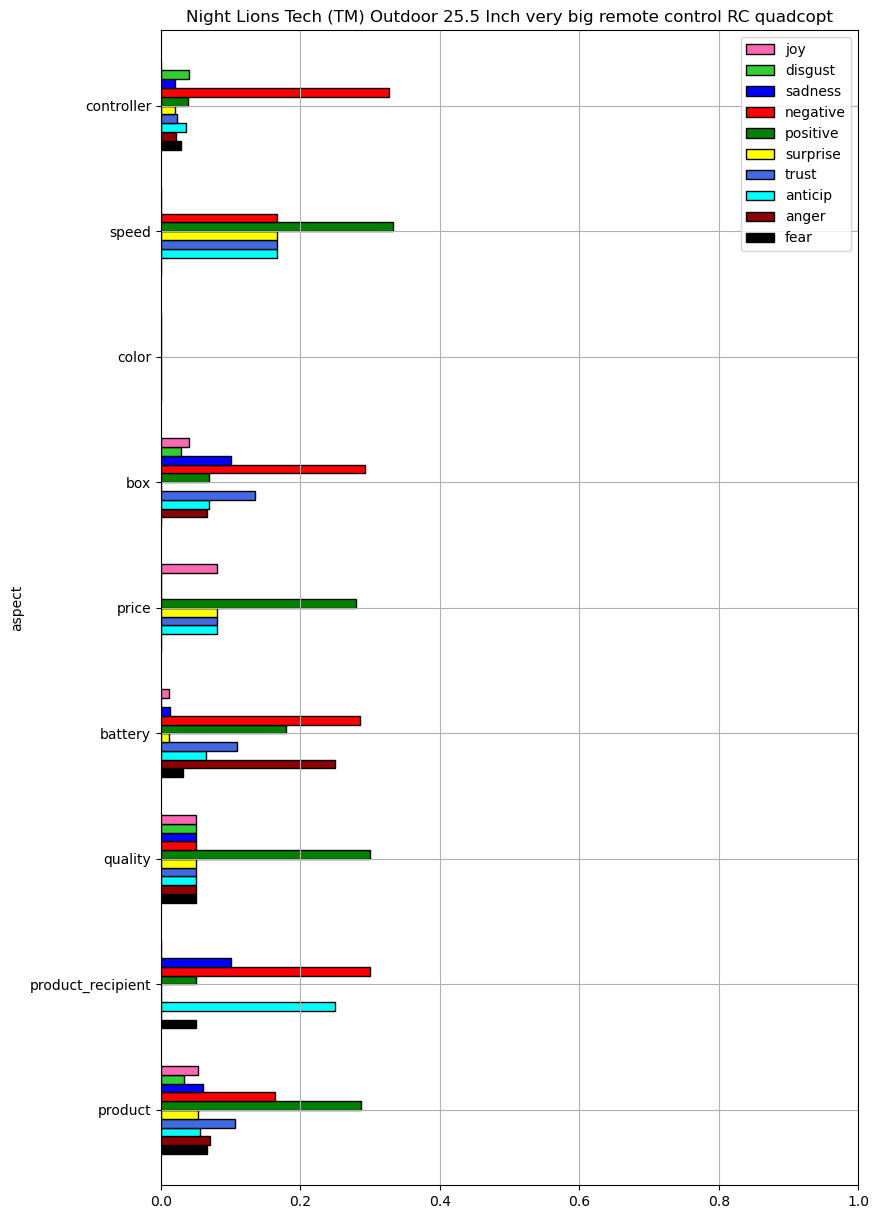 Night Lions Tech (TM) Outdoor 25.5 Inch very big remote control RC quadcopt
joy
disgust
sadness
negative
positive
surprise
trust
anticip
anger
fear
controller
speed
color
box
price
battery
quality
product_recipient
product
aspect
0.0 0.2 0.4 0.6 0.8 1.0